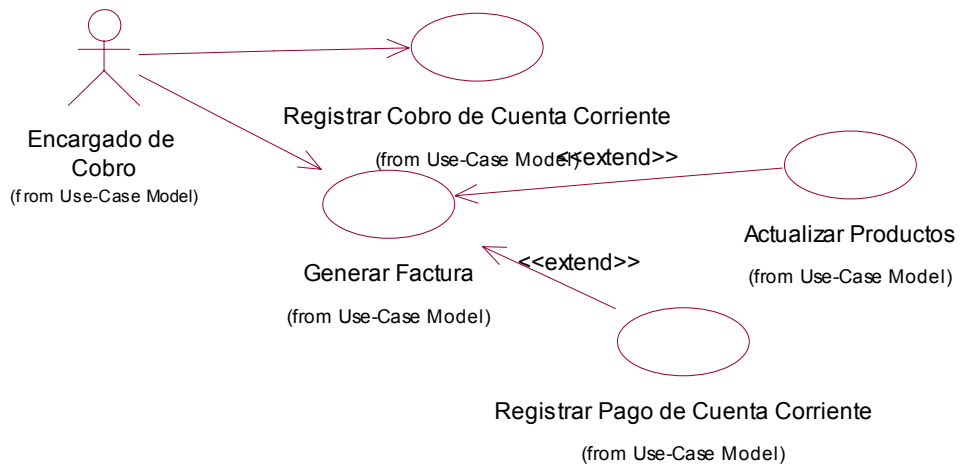 Registrar Cobro de Cuenta Corriente
(from Use-Case Model)
Encargado de
Cobro
(from Use-Case Model)
<<extend>>
Actualizar Productos
(from Use-Case Model)
Generar Factura
(from Use-Case Model)
<<extend>>
Registrar Pago de Cuenta Corriente
(from Use-Case Model)